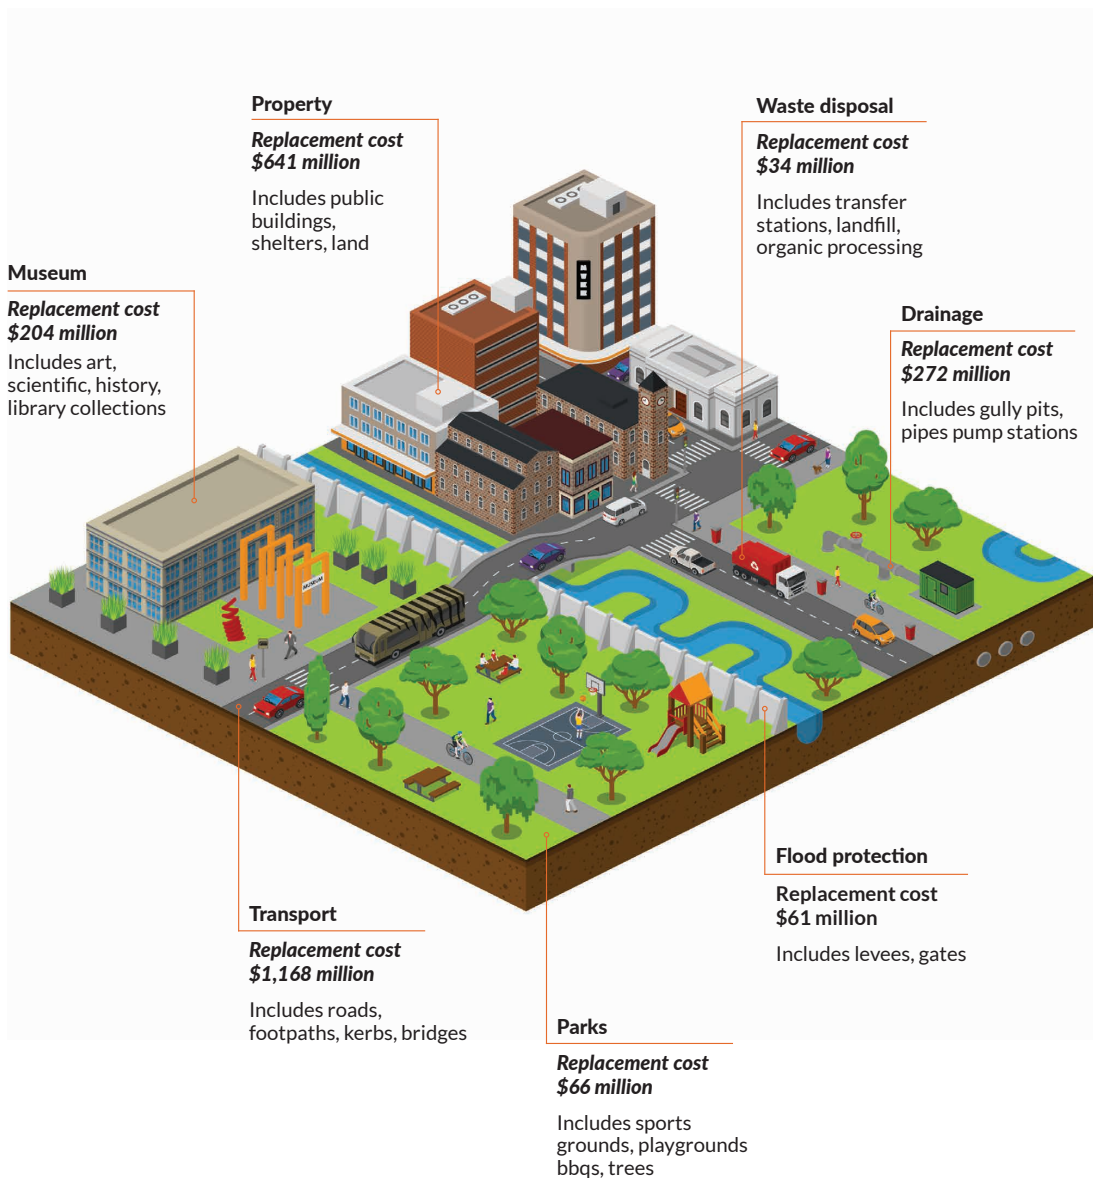 Property
Replacement cost
$641 million
Includes public
buildings,
shelters, land
Waste disposal
Replacement cost
$34 million
Includes transfer
stations, landfill,
organic processing
Museum
Replacement cost
$204 million
Includes art,
scientific, history,
library collections
Drainage
Replacement cost
$272 million
Includes gully pits,
pipes pump stations
MUSEUM
Flood protection
Replacement cost
$61 million
Includes levees, gates
Transport
Replacement cost
$1,168 million
Includes roads,
footpaths, kerbs, bridges
Parks
Replacement cost
$66 million
Includes sports
grounds, playgrounds
bbqs, trees